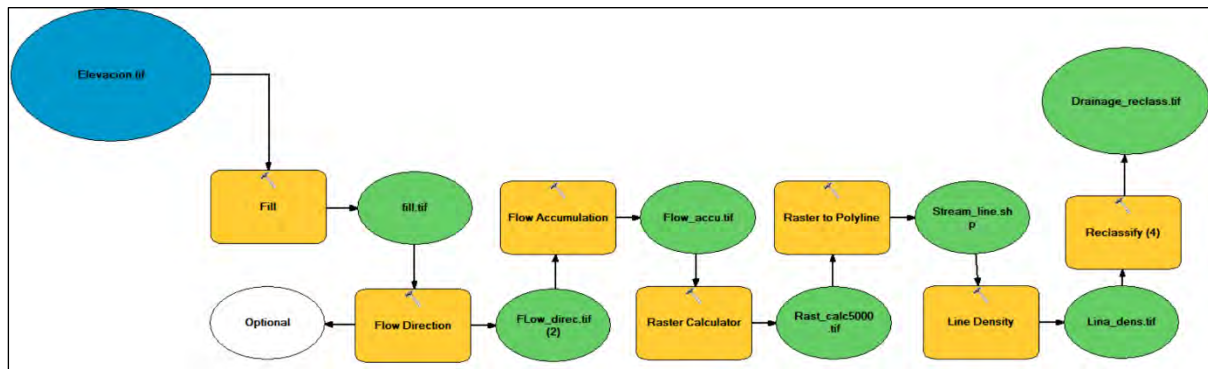 Elevacion.tif
Fill
fill.tif
Flow Direction
Optional
FLow_direc.tif
(2)
Flow Accumulation
Flow_accu.tif
Raster Calculator
Rast_calc5000
.tif
Raster to Polyline
Stream_line.sh
p
Line Density
Lina_dens.tif
Reclassify (4)
Drainage_reclass.tif